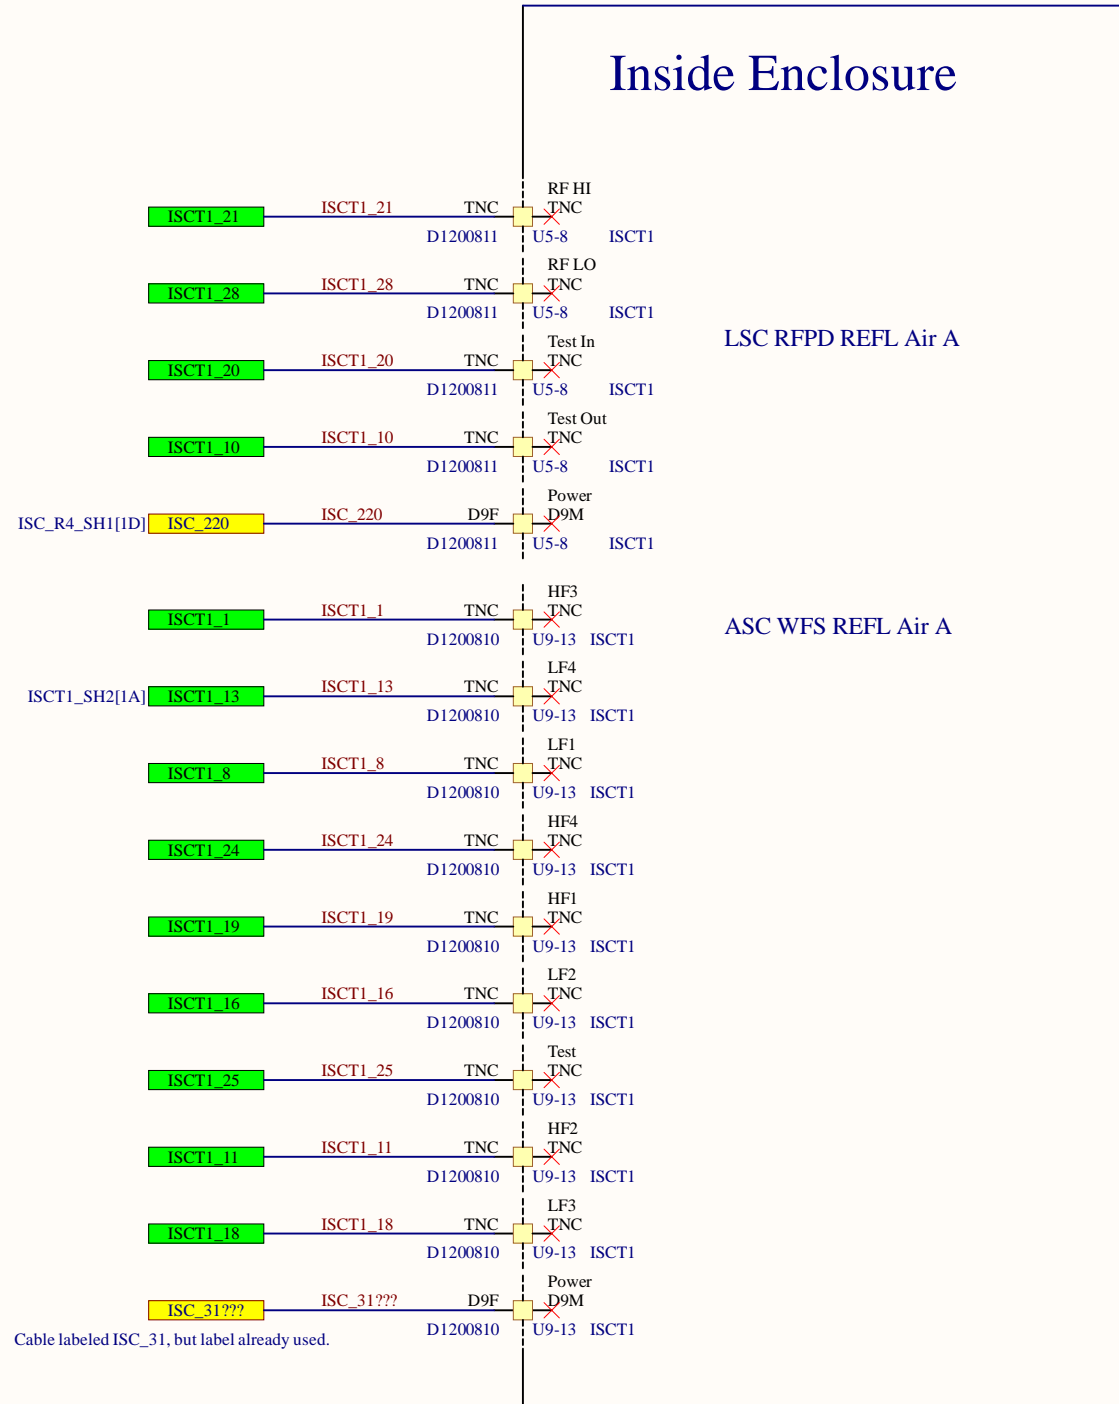 Inside Enclosure
RF HI
ISCT1_21 ISCT1_21 TNC TNC
D1200811 U5-8 ISCT1
RF LO
ISCT1_28 ISCT1_28 TNC TNC
D1200811 U5-8 ISCT1
LSC RFPD REFL Air A
Test In
ISCT1_20 ISCT1_20 TNC TNC
D1200811 U5-8 ISCT1
Test Out
ISCT1_10 ISCT1_10 TNC TNC
D1200811 U5-8 ISCT1
Power
ISC_R4_SH1[1D] ISC_220 ISC_220 D9F D9M
D1200811 U5-8 ISCT1
HF3
ISCT1_1 ISCT1_1 TNC TNC
D1200810 U9-13 ISCT1
ASC WFS REFL Air A
LF4
ISCT1_SH2[1A] ISCT1_13 ISCT1_13 TNC TNC
D1200810 U9-13 ISCT1
LF1
ISCT1_8 ISCT1_8 TNC TNC
D1200810 U9-13 ISCT1
HF4
ISCT1_24 ISCT1_24 TNC TNC
D1200810 U9-13 ISCT1
HF1
ISCT1_19 ISCT1_19 TNC TNC
D1200810 U9-13 ISCT1
LF2
ISCT1_16 ISCT1_16 TNC TNC
D1200810 U9-13 ISCT1
Test
ISCT1_25 ISCT1_25 TNC TNC
D1200810 U9-13 ISCT1
HF2
ISCT1_11 ISCT1_11 TNC TNC
D1200810 U9-13 ISCT1
LF3
ISCT1_18 ISCT1_18 TNC TNC
D1200810 U9-13 ISCT1
Power
ISC_31??? ISC_31??? D9F D9M
D1200810 U9-13 ISCT1
Cable labeled ISC_31, but label already used.